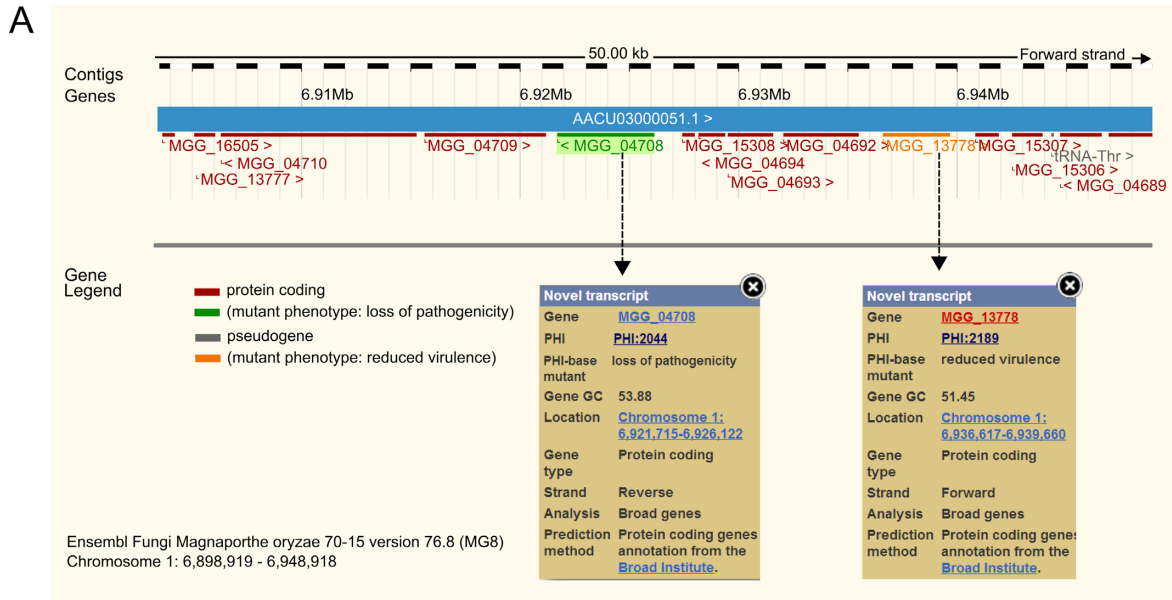 A
50.00 kb
Forward strand
Contigs
Genes
6.91Mb 6.92Mb 6.93Mb 6.94Mb
AACU03000051.1 >
MGG_16505 > MGG_04709 > < MGG_04708 MGG_15308 > MGG_04692 > MGG_13778 MGG_15307 >
< MGG_04710 < MGG_04694 tRNA-Thr >
MGG_13777 > MGG_04693 > MGG_15306 >
< MGG_04689
Gene
Legend
protein coding
(mutant phenotype: loss of pathogenicity)
pseudogene
(mutant phenotype: reduced virulence)
Novel transcript
Gene MGG_04708
PHI PHI:2044
PHI-base
mutant loss of pathogenicity
Gene GC 53.88
Location Chromosome 1:
6,921,715-6,926,122
Gene
type Protein coding
Strand Reverse
Analysis Broad genes
Prediction Protein coding genes
method annotation from the
Broad Institute.
Novel transcript
Gene MGG_13778
PHI PHI:2189
PHI-base
mutant reduced virulence
Gene GC 51.45
Location Chromosome 1:
6,936,617-6,939,660
Gene
type Protein coding
Strand Forward
Analysis Broad genes
Prediction Protein coding genes
method annotation from the
Broad Institute.
Ensembl Fungi Magnaporthe oryzae 70-15 version 76.8 (MG8)
Chromosome 1: 6,898,919 - 6,948,918